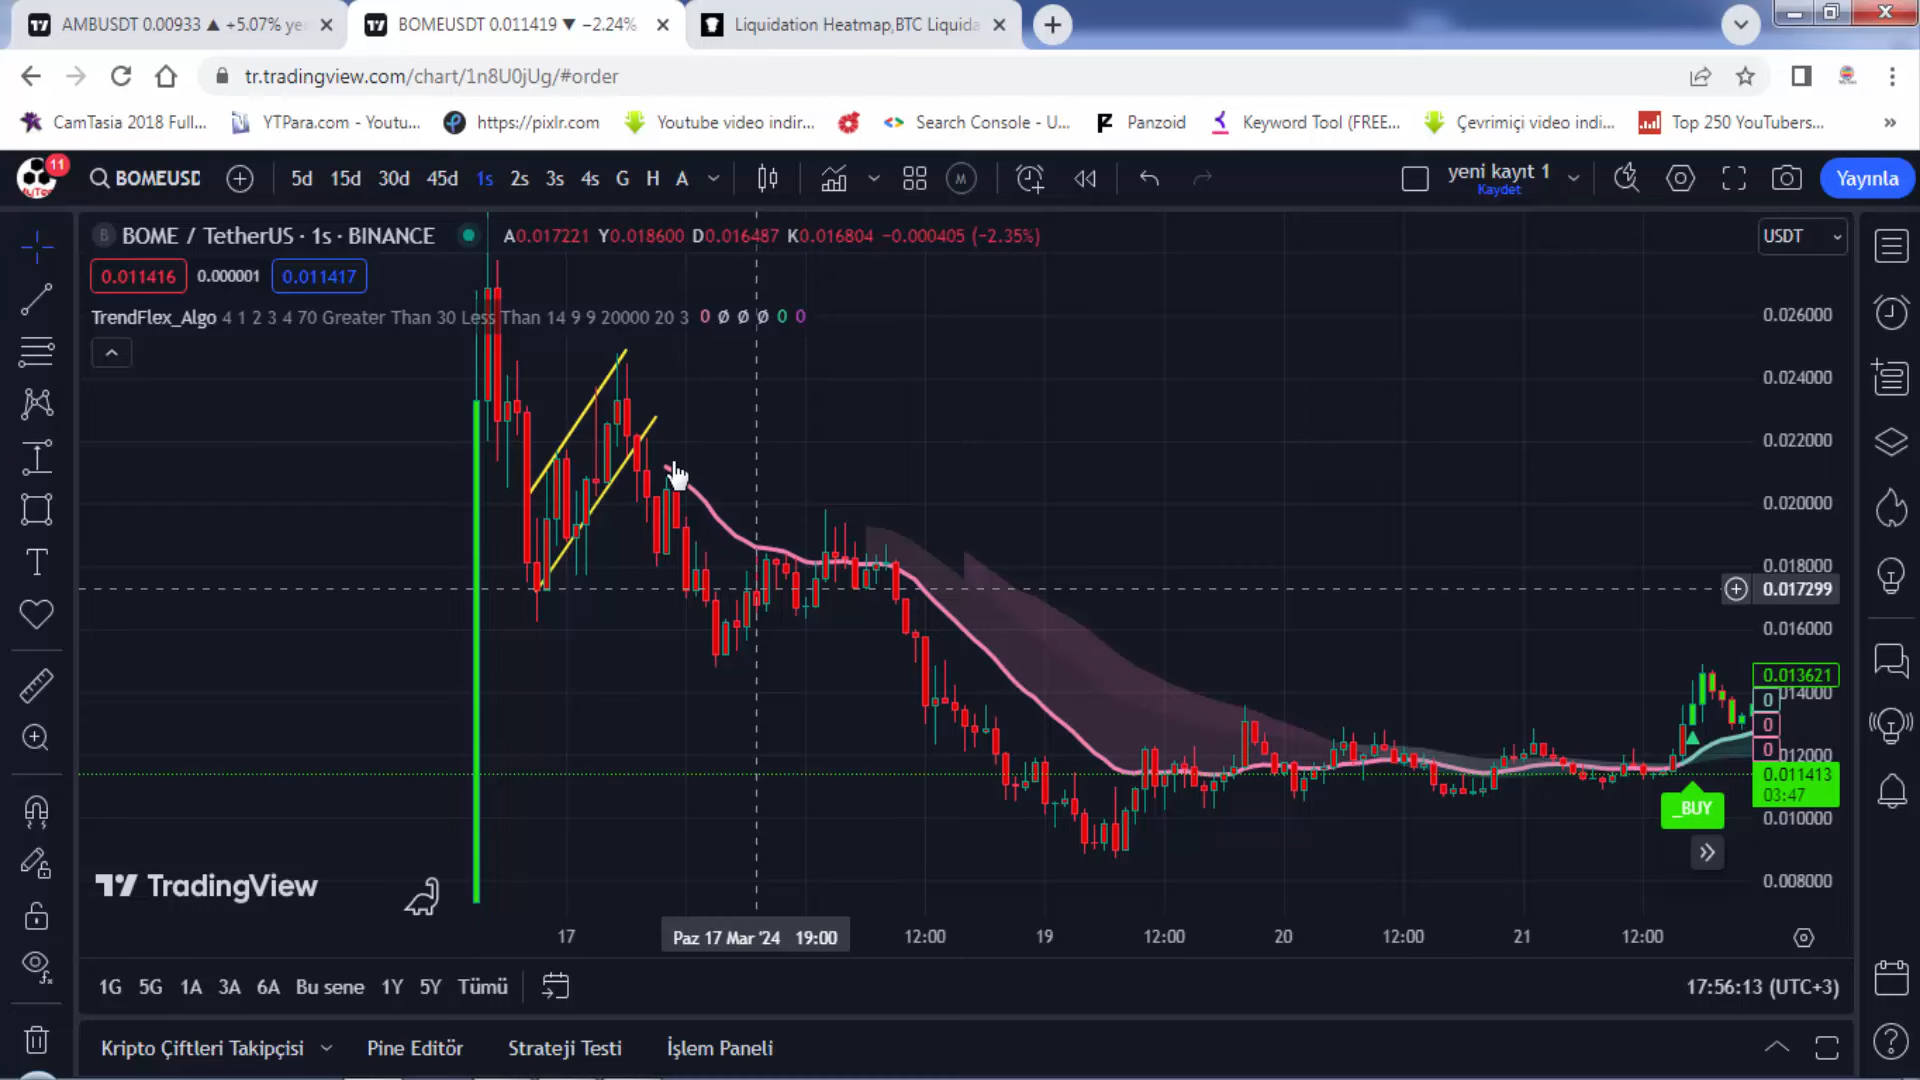 AMBUSDT 0.00933 ▲ +5.07% ye
BOMEUSDT 0.011419 ▼ −2.24%
Liquidation Heatmap,BTC Liquida
tr.tradingview.com/chart/1n8U0jUg/#order
CamTasia 2018 Full...
YTPara.com - Youtu...
https://pixlr.com
Youtube video indir...
Search Console - U...
Panzoid
Keyword Tool (FREE...
Çevrimiçi video indi...
Top 250 YouTubers...
11
BOMEUSD
5d 15d 30d 45d 1s 2s 3s 4s G H A
M
yeni kayıt 1
Kaydet
Yayınla
B BOME / TetherUS · 1s · BINANCE
A0.017221 Y0.018600 D0.016487 K0.016804 −0.000405 (−2.35%)
USDT
0.011416 0.000001 0.011417
TrendFlex_Algo 4 1 2 3 4 70 Greater Than 30 Less Than 14 9 9 20000 20 3 0 Ø Ø Ø 0 0
0.026000
0.024000
0.022000
0.020000
0.018000
0.017299
0.016000
0.013621
0
0.014000
0
0
0.012000
0.011413
03:47
0.010000
0.008000
_BUY
TradingView
17
Paz 17 Mar '24 19:00
12:00
19
12:00
20
12:00
21
12:00
1G 5G 1A 3A 6A Bu sene 1Y 5Y Tümü
17:56:13 (UTC+3)
Kripto Çiftleri Takipçisi
Pine Editör
Strateji Testi
İşlem Paneli